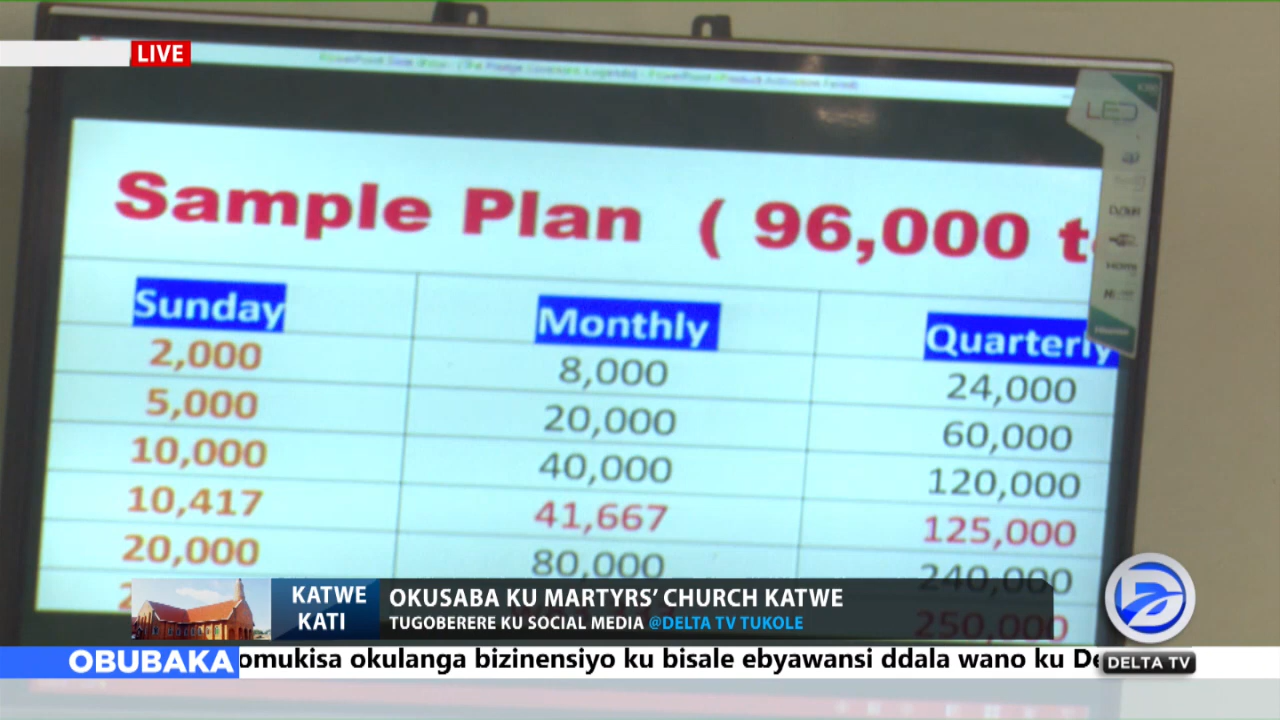 LIVE
LED
Sample Plan ( 96,000 t
Sunday Monthly Quarterly
2,000 8,000 24,000
5,000 20,000 60,000
10,000 40,000 120,000
10,417 41,667 125,000
20,000 80,000 240,000
250,000
KATWE KATI
OKUSABA KU MARTYRS' CHURCH KATWE
TUGOBERERE KU SOCIAL MEDIA @DELTA TV TUKOLE
OBUBAKA omukisa okulanga bizinensiyo ku bisale ebyawansi ddala wano ku De
DELTA TV